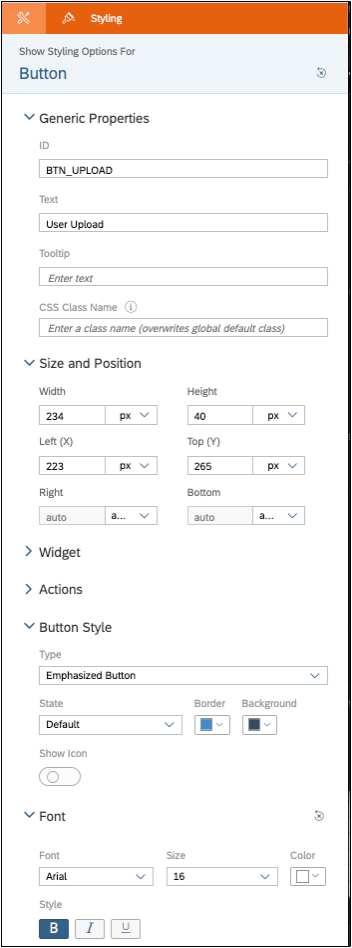 Styling
Show Styling Options For
Button
Generic Properties
ID
BTN_UPLOAD
Text
User Upload
Tooltip
Enter text
CSS Class Name
Enter a class name (overwrites global default class)
Size and Position
Width Height
234 px 40 px
Left (X) Top (Y)
223 px 265 px
Right Bottom
auto a... auto a...
Widget
Actions
Button Style
Type
Emphasized Button
State Border Background
Default
Show Icon
Font
Font Size Color
Arial 16
Style
B I U